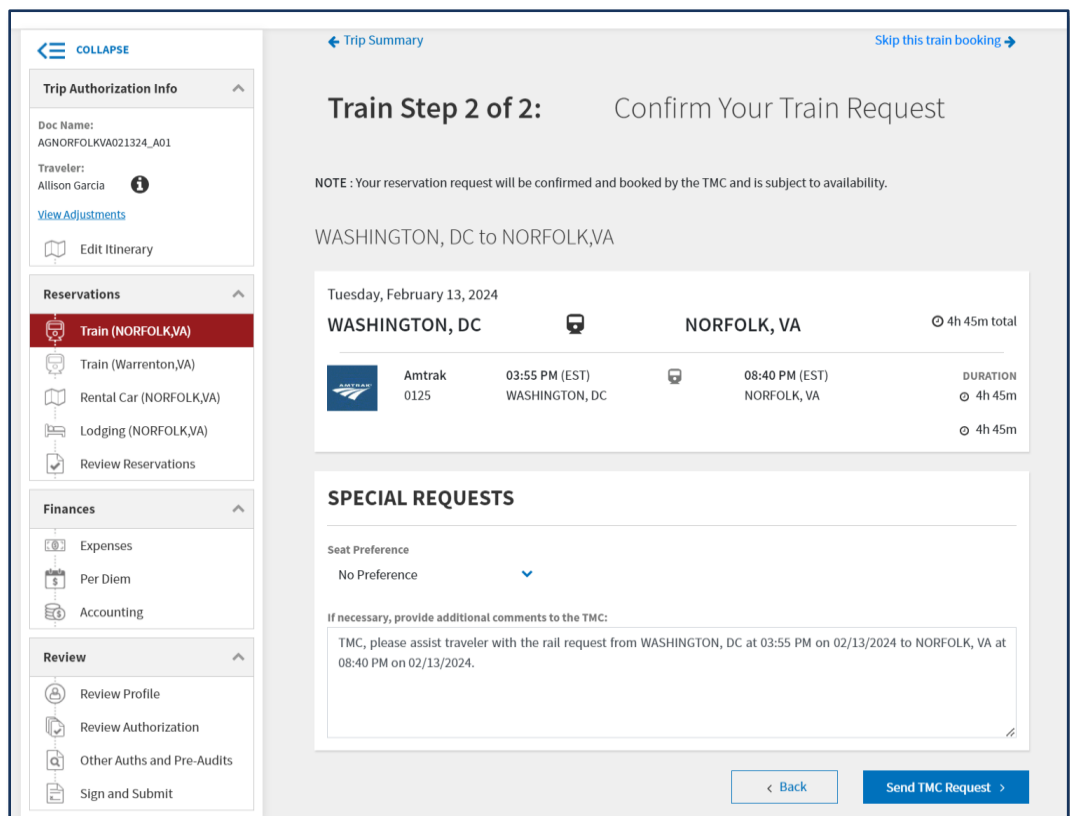 COLLAPSE
Trip Authorization Info
Doc Name:
AGNORFOLKVA021324_A01
Traveler:
Allison Garcia
View Adjustments
Edit Itinerary
Reservations
Train (NORFOLK,VA)
Train (Warrenton,VA)
Rental Car (NORFOLK,VA)
Lodging (NORFOLK,VA)
Review Reservations
Finances
Expenses
Per Diem
Accounting
Review
Review Profile
Review Authorization
Other Auths and Pre-Audits
Sign and Submit
Trip Summary
Skip this train booking
Train Step 2 of 2: Confirm Your Train Request
NOTE : Your reservation request will be confirmed and booked by the TMC and is subject to availability.
WASHINGTON, DC to NORFOLK,VA
Tuesday, February 13, 2024
WASHINGTON, DC NORFOLK, VA 4h 45m total
AMTRAK
Amtrak 03:55 PM (EST) 08:40 PM (EST) DURATION
0125 WASHINGTON, DC NORFOLK, VA 4h 45m
4h 45m
SPECIAL REQUESTS
Seat Preference
No Preference
If necessary, provide additional comments to the TMC:
TMC, please assist traveler with the rail request from WASHINGTON, DC at 03:55 PM on 02/13/2024 to NORFOLK, VA at
08:40 PM on 02/13/2024.
Back
Send TMC Request